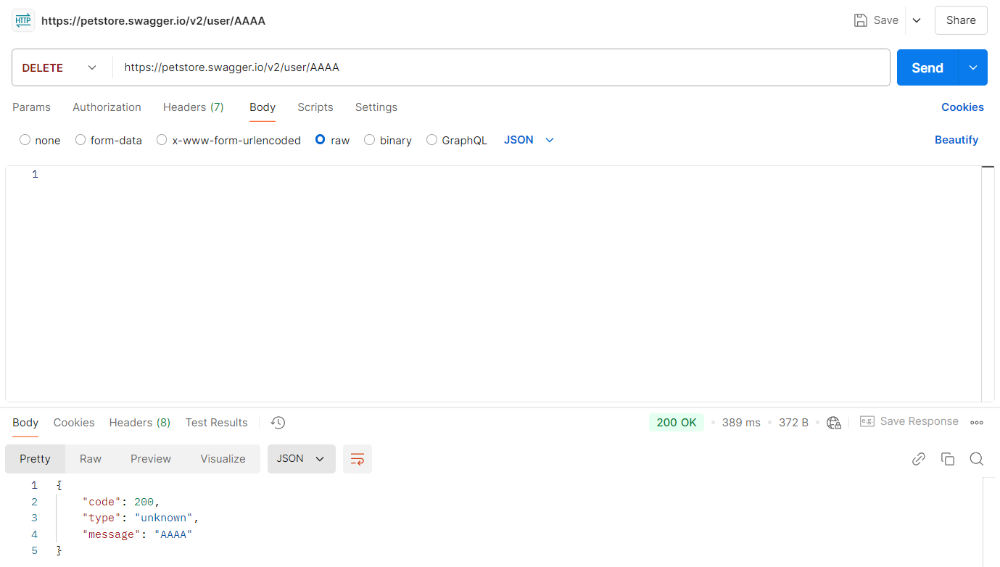 HTTP https://petstore.swagger.io/v2/user/AAAA Save Share
DELETE https://petstore.swagger.io/v2/user/AAAA Send
Params Authorization Headers (7) Body Scripts Settings Cookies
none form-data x-www-form-urlencoded raw binary GraphQL JSON Beautify
1
Body Cookies Headers (8) Test Results 200 OK 389 ms 372 B e.g. Save Response
Pretty Raw Preview Visualize JSON
1 {
2 "code": 200,
3 "type": "unknown",
4 "message": "AAAA"
5 }